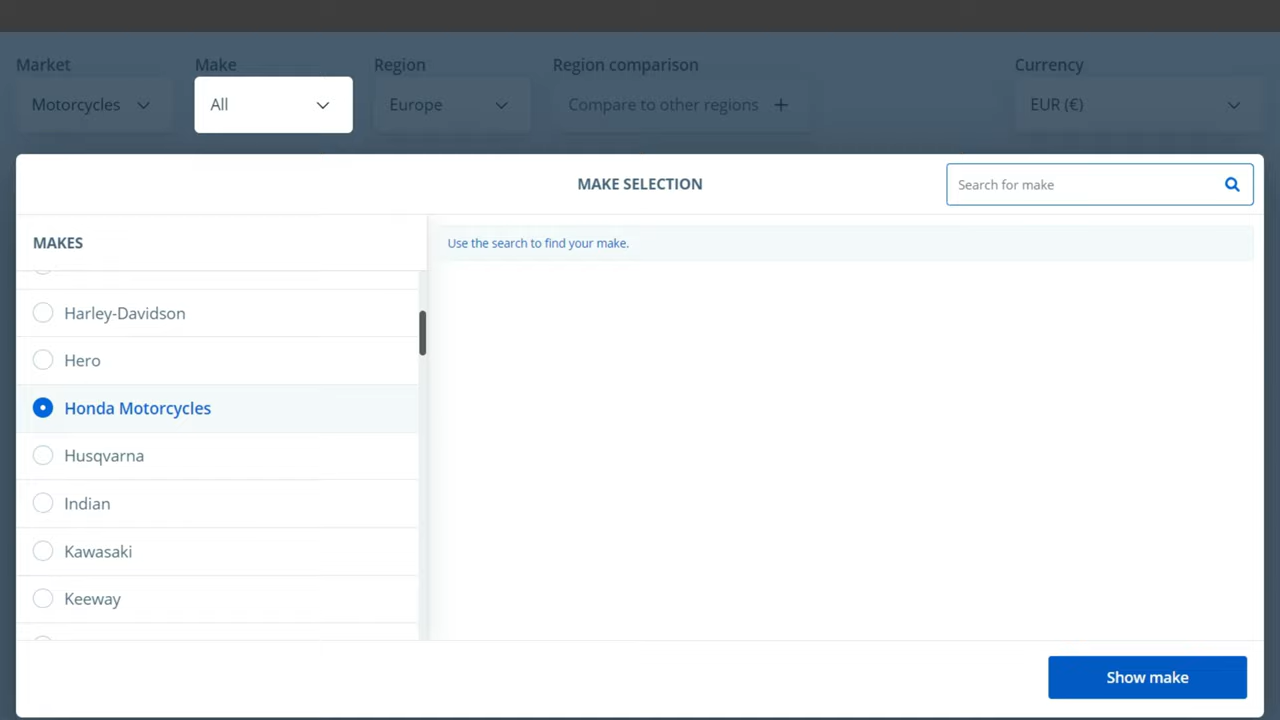 Market
Make
Region
Region comparison
Currency
Motorcycles
All
Europe
Compare to other regions
EUR (€)
MAKE SELECTION
Search for make
MAKES
Use the search to find your make.
Harley-Davidson
Hero
Honda Motorcycles
Husqvarna
Indian
Kawasaki
Keeway
Show make